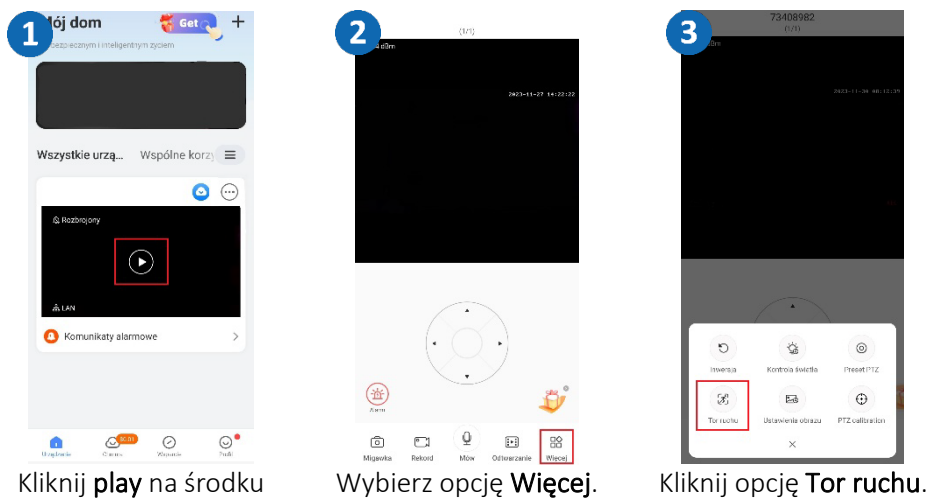 1
Mój dom
Get
bezpiecznym i inteligentnym życiem
Wszystkie urzą...
Wspólne korzy
Rozbrojony
LAN
Komunikaty alarmowe
Urządzenie
Chmura
Profil
Kliknij play na środku
2
(1/1)
dBm
2023-11-27 14:22:22
Alarm
Migawka
Rekord
Mów
Odtwarzanie
Więcej
Wybierz opcję Więcej.
3
73408982
(1/1)
dBm
Inwersja
Kontrola światła
Preset PTZ
Tor ruchu
Ustawienia obrazu
PTZ calibration
Kliknij opcję Tor ruchu.